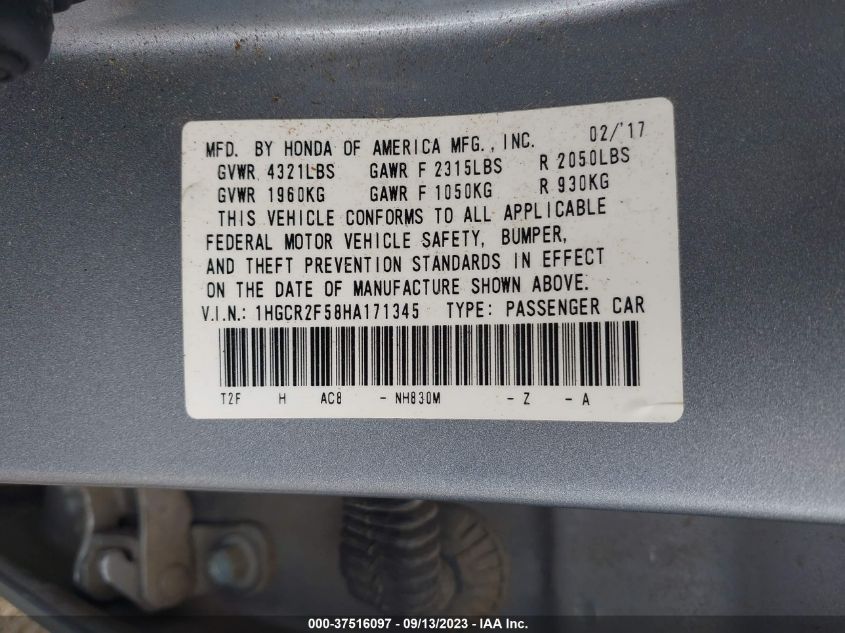 MFD. BY HONDA OF AMERICA MFG., INC. 02/'17
GVWR 4321LBS GAWR F 2315LBS R 2050LBS
GVWR 1960KG GAWR F 1050KG R 930KG
THIS VEHICLE CONFORMS TO ALL APPLICABLE
FEDERAL MOTOR VEHICLE SAFETY, BUMPER,
AND THEFT PREVENTION STANDARDS IN EFFECT
ON THE DATE OF MANUFACTURE SHOWN ABOVE.
V.I.N.: 1HGCR2F58HA171345 TYPE: PASSENGER CAR
T2F H AC8 - NH830M - Z - A
000-37516097 - 09/13/2023 - IAA Inc.